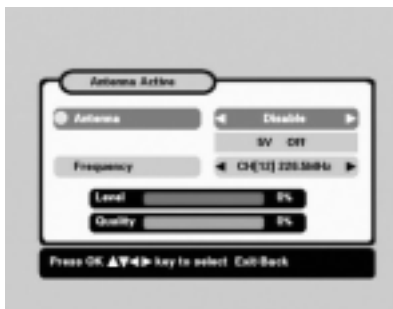 Antenna Active
Antenna ◀ Disable ▶
5V Off
Frequency ◀ CH[12] 226.5MHz ▶
Level 0%
Quality 0%
Press OK ▲▼◀▶ key to select Exit:Back